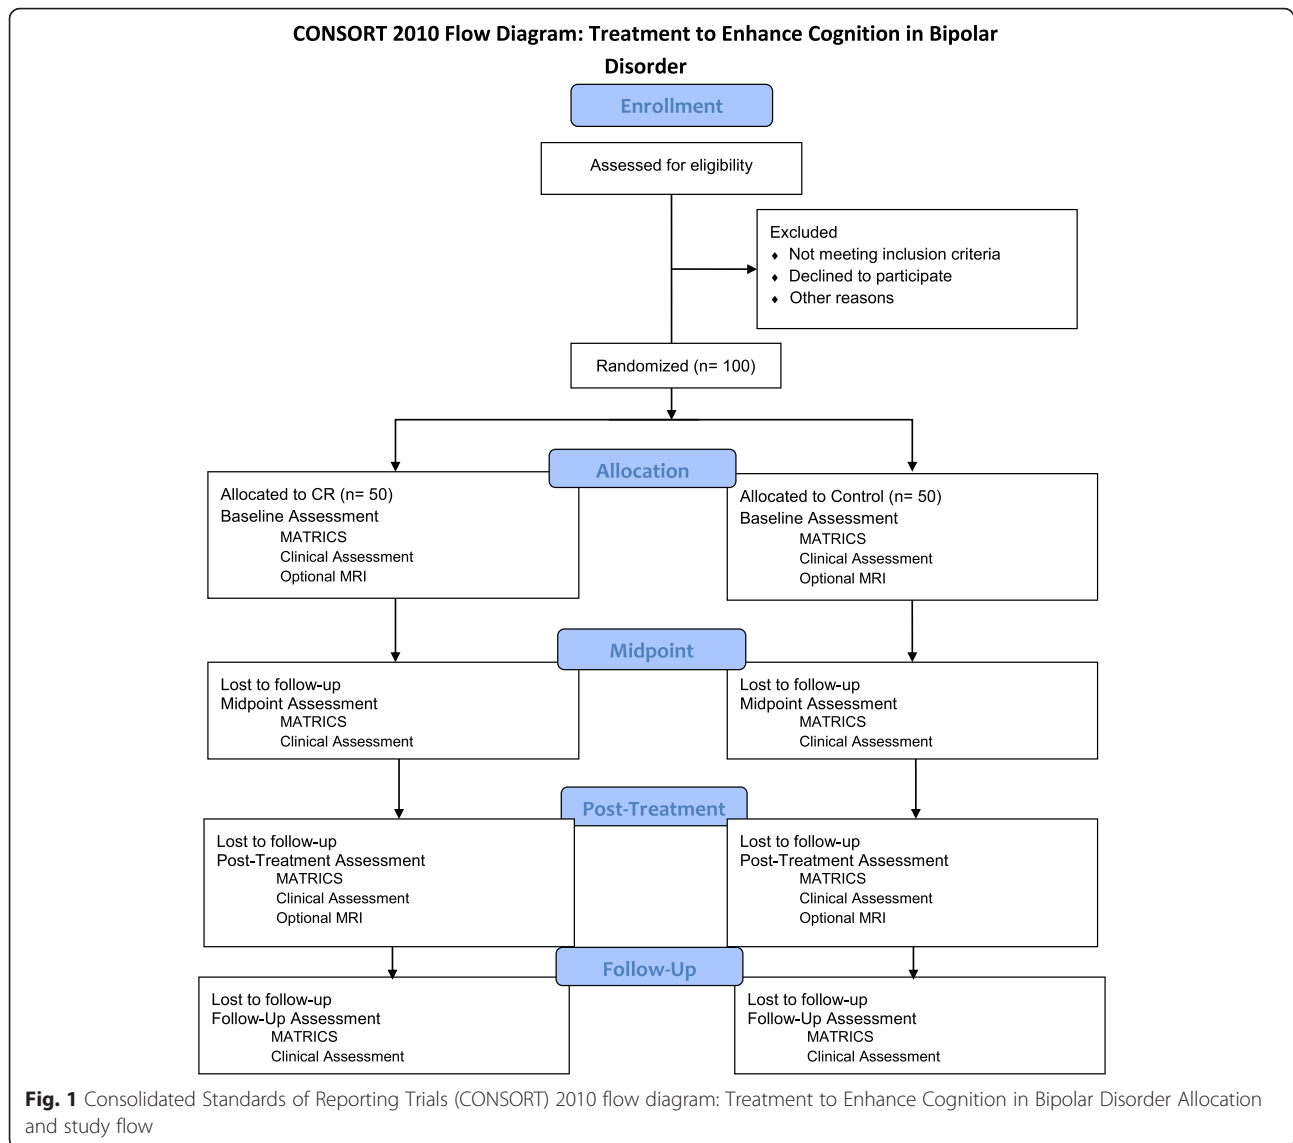 CONSORT 2010 Flow Diagram: Treatment to Enhance Cognition in Bipolar
Disorder
Enrollment
Assessed for eligibility
Excluded
♦ Not meeting inclusion criteria
♦ Declined to participate
♦ Other reasons
Randomized (n= 100)
Allocation
Allocated to CR (n= 50)
Baseline Assessment
MATRICS
Clinical Assessment
Optional MRI
Allocated to Control (n= 50)
Baseline Assessment
MATRICS
Clinical Assessment
Optional MRI
Midpoint
Lost to follow-up
Midpoint Assessment
MATRICS
Clinical Assessment
Lost to follow-up
Midpoint Assessment
MATRICS
Clinical Assessment
Post-Treatment
Lost to follow-up
Post-Treatment Assessment
MATRICS
Clinical Assessment
Optional MRI
Lost to follow-up
Post-Treatment Assessment
MATRICS
Clinical Assessment
Optional MRI
Follow-Up
Lost to follow-up
Follow-Up Assessment
MATRICS
Clinical Assessment
Lost to follow-up
Follow-Up Assessment
MATRICS
Clinical Assessment
Fig. 1 Consolidated Standards of Reporting Trials (CONSORT) 2010 flow diagram: Treatment to Enhance Cognition in Bipolar Disorder Allocation
and study flow